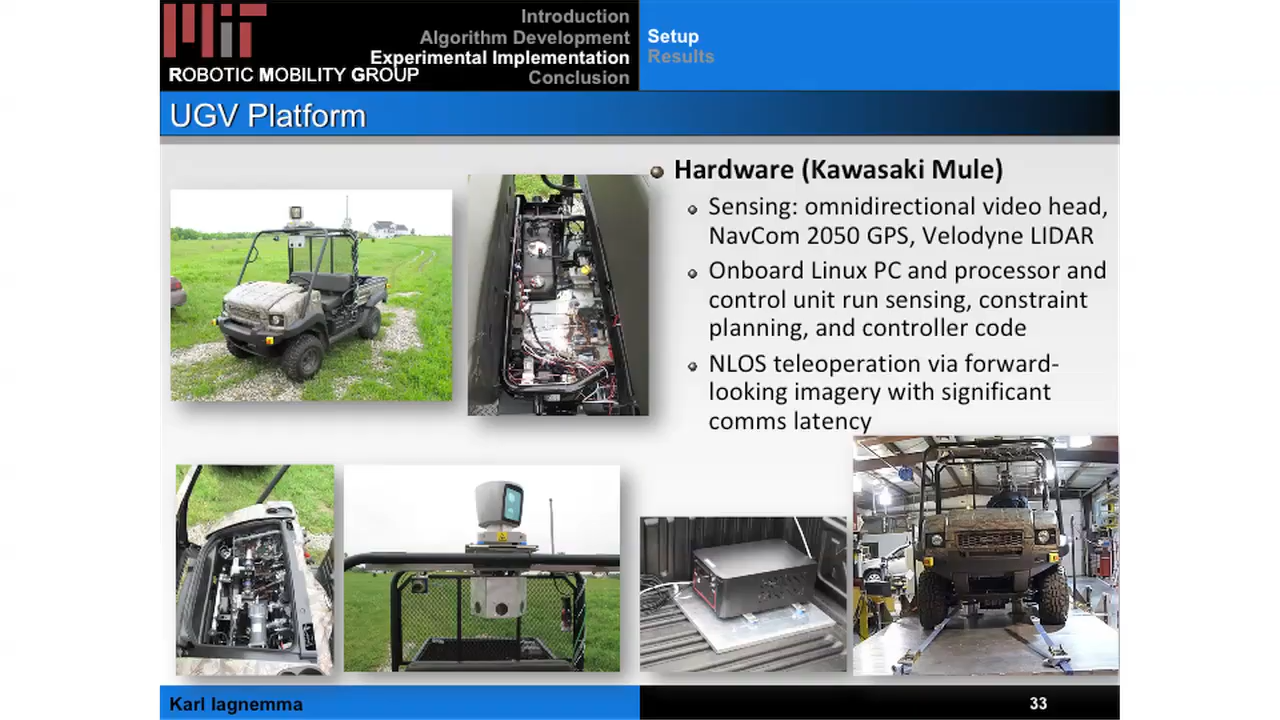 MIT
ROBOTIC MOBILITY GROUP
Introduction
Algorithm Development
Experimental Implementation
Conclusion
Setup
Results
UGV Platform
Hardware (Kawasaki Mule)
Sensing: omnidirectional video head,
NavCom 2050 GPS, Velodyne LIDAR
Onboard Linux PC and processor and
control unit run sensing, constraint
planning, and controller code
NLOS teleoperation via forward-
looking imagery with significant
comms latency
Karl Iagnemma
33